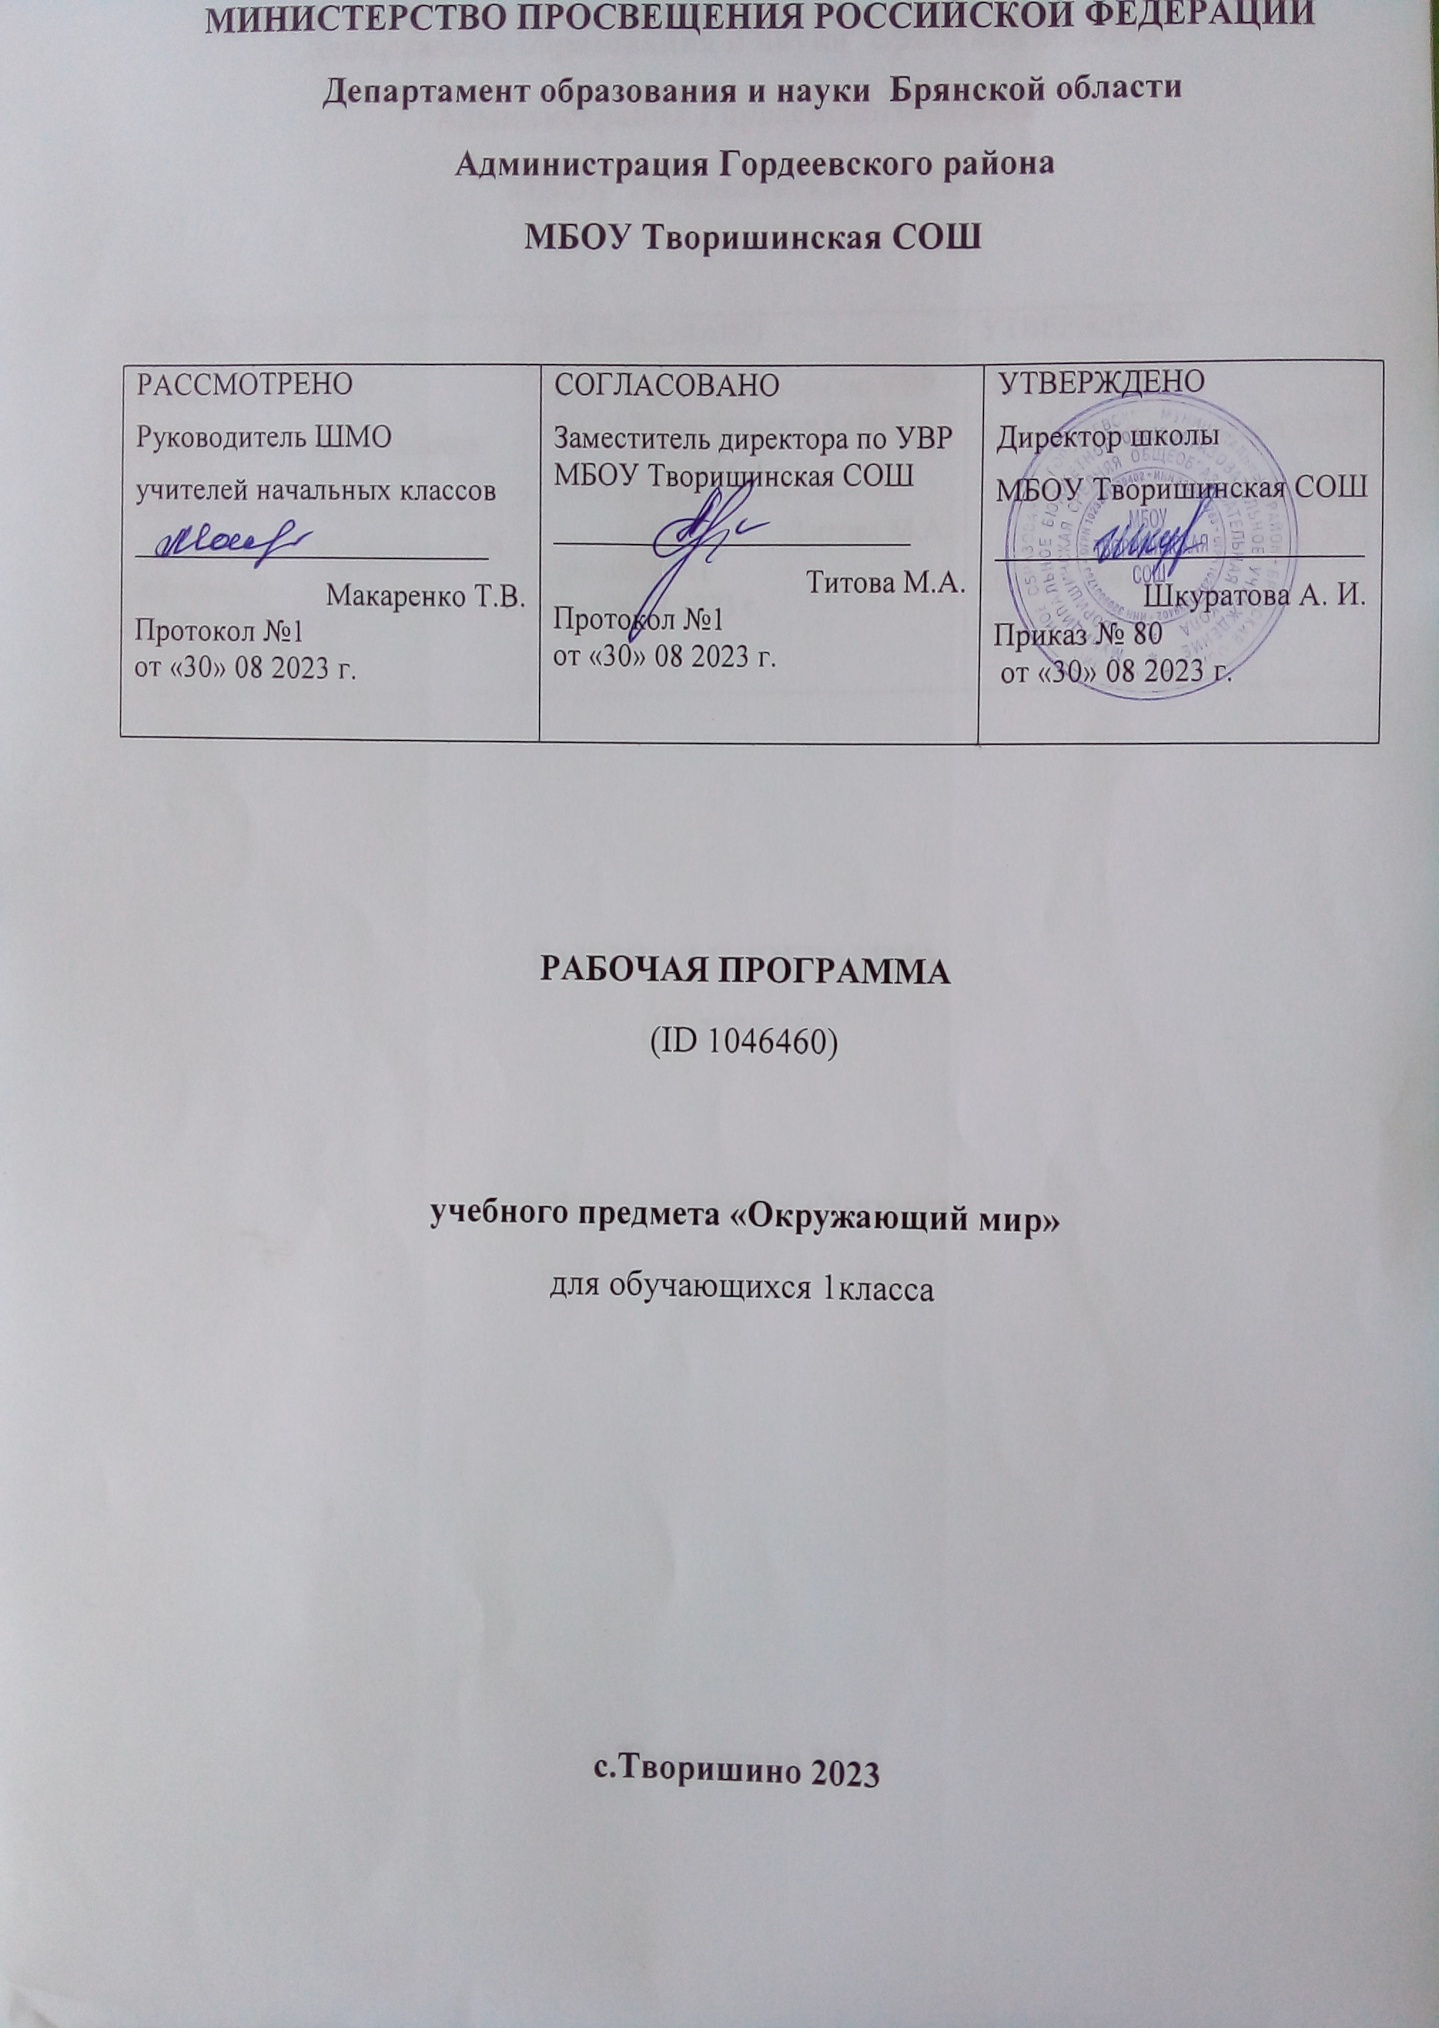 МИНИСТЕРСТВО ПРОСВЕЩЕНИЯ РОССИЙСКОЙ ФЕДЕРАЦИИ
Департамент образования и науки Брянской области
Администрация Гордеевского района
МБОУ Творишинская СОШ
РАССМОТРЕНО
Руководитель ШМО
учителей начальных классов
Макаренко Т.В.
Протокол №1
от «30» 08 2023 г.
СОГЛАСОВАНО
Заместитель директора по УВР
МБОУ Творишинская СОШ
Титова М.А.
Протокол №1
от «30» 08 2023 г.
УТВЕРЖДЕНО
Директор школы
МБОУ Творишинская СОШ
МБОУ
СОШ
Шкуратова А. И.
Приказ № 80
от «30» 08 2023 г.
РАБОЧАЯ ПРОГРАММА
(ID 1046460)
учебного предмета «Окружающий мир»
для обучающихся 1класса
с.Творишино 2023